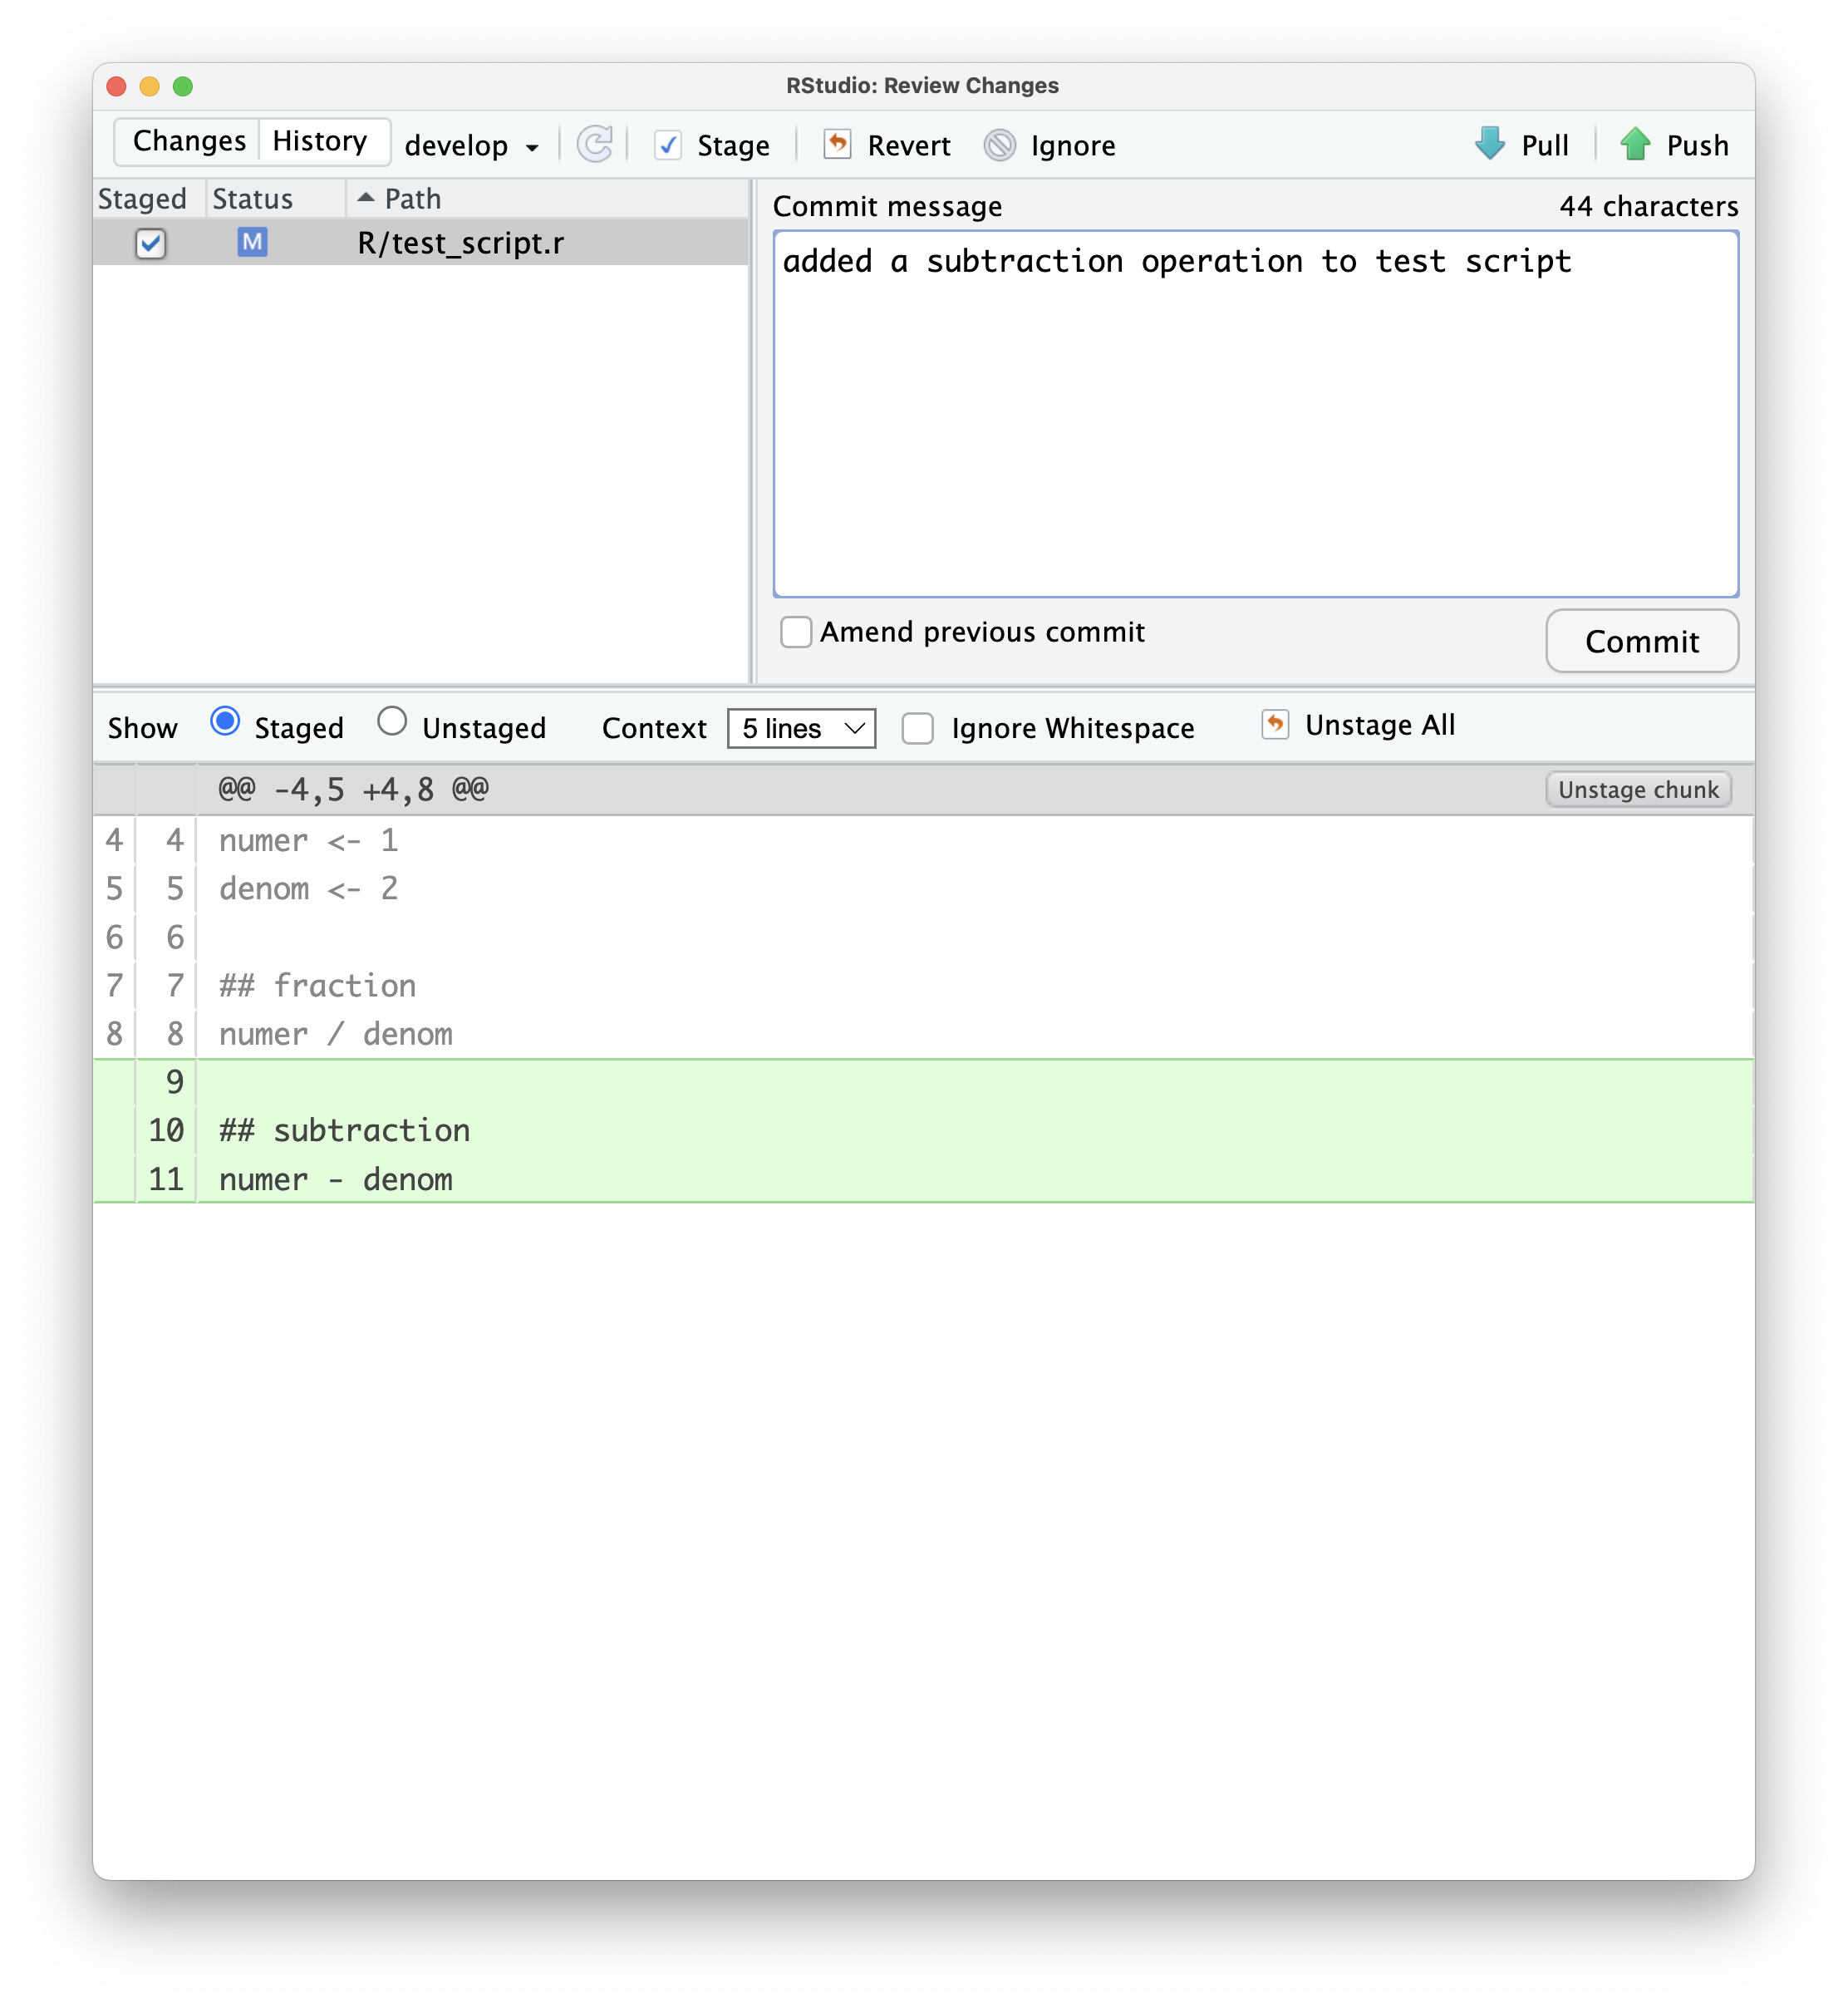 RStudio: Review Changes
Changes History develop Stage Revert Ignore Pull Push
Staged Status Path
M R/test_script.r
Commit message 44 characters
added a subtraction operation to test script
Amend previous commit Commit
Show Staged Unstaged Context 5 lines Ignore Whitespace Unstage All
@@ -4,5 +4,8 @@ Unstage chunk
4 4 numer <- 1
5 5 denom <- 2
6 6
7 7 ## fraction
8 8 numer / denom
9
10 ## subtraction
11 numer - denom